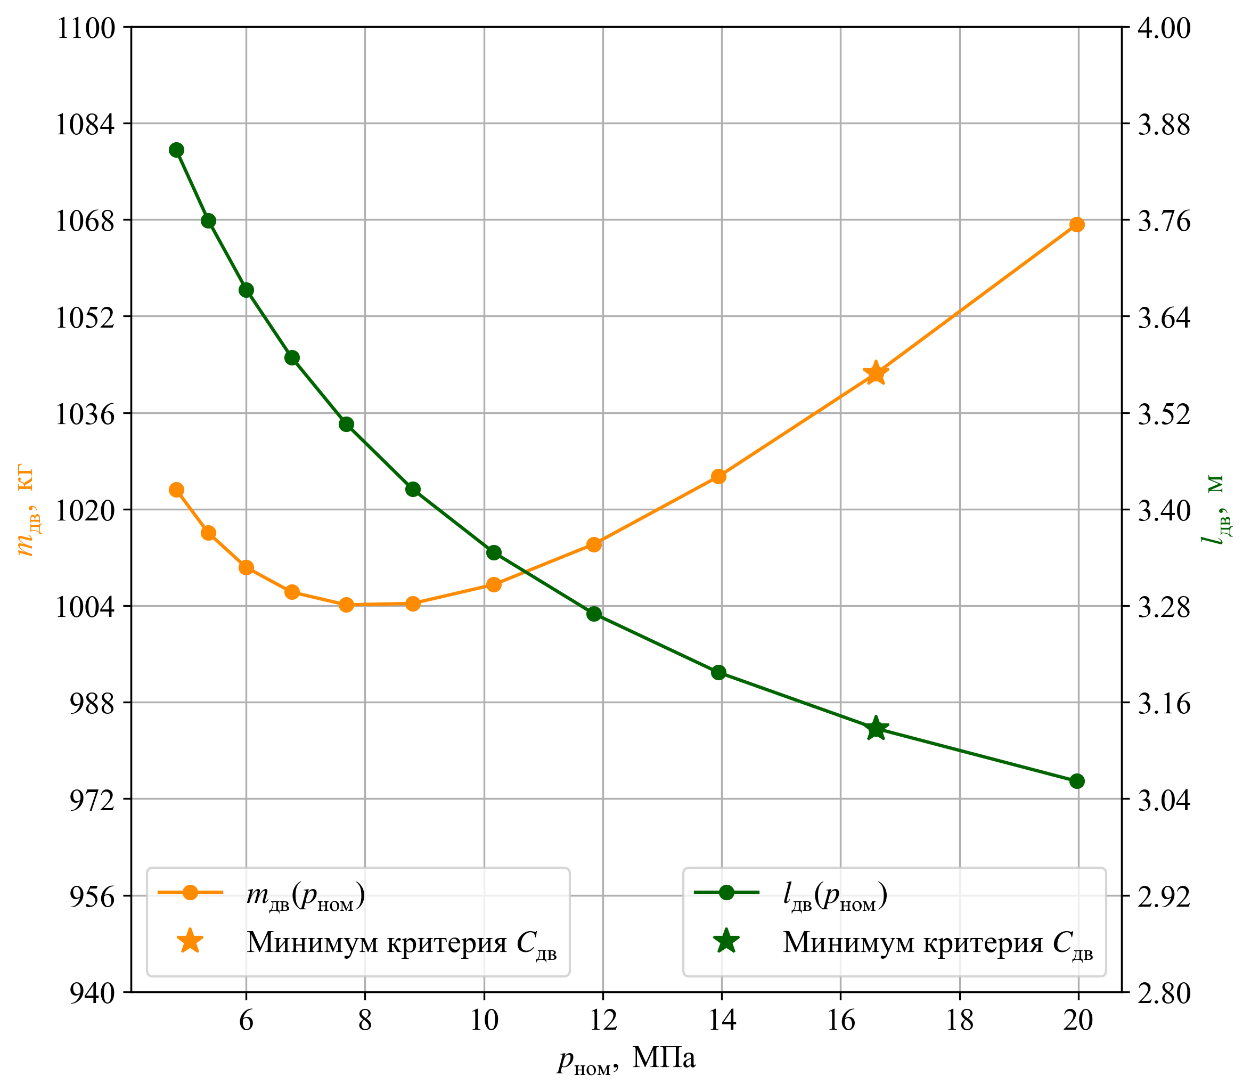 1100
1084
1068
1052
1036
1020
1004
988
972
956
940
mдв, кг
4.00
3.88
3.76
3.64
3.52
3.40
3.28
3.16
3.04
2.92
2.80
lдв, м
mдв(pном)
Минимум критерия Cдв
lдв(pном)
Минимум критерия Cдв
6 8 10 12 14 16 18 20
pном, МПа